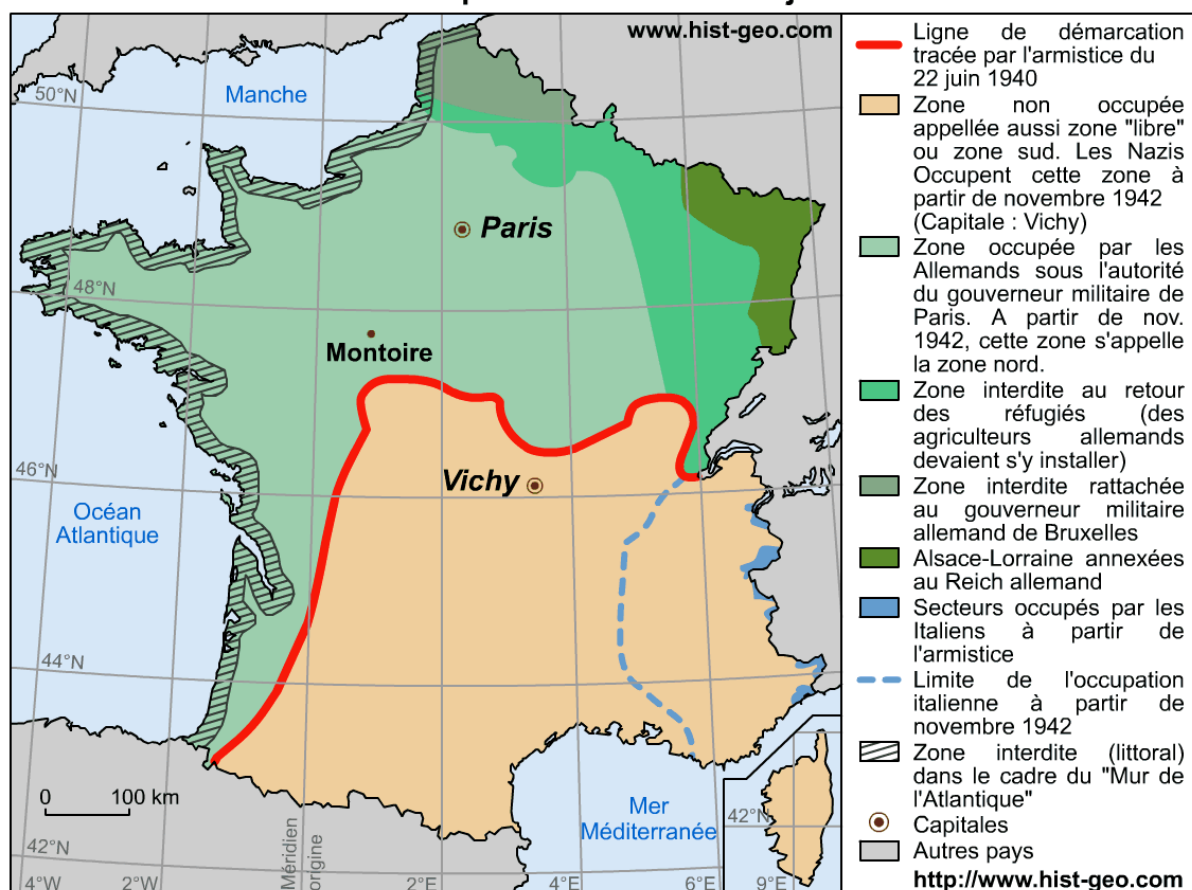 www.hist-geo.com
50°N
Manche
Paris
48°N
Montoire
Vichy
46°N
Océan
Atlantique
44°N
0 100 km
Mer
Méditerranée
42°N
42°N
Méridien
origine
4°W
2°W
2°E
4°E
6°E
9°E
Ligne de démarcation
tracée par l'armistice du
22 juin 1940
Zone non occupée
appellée aussi zone "libre"
ou zone sud. Les Nazis
Occupent cette zone à
partir de novembre 1942
(Capitale : Vichy)
Zone occupée par les
Allemands sous l'autorité
du gouverneur militaire de
Paris. A partir de nov.
1942, cette zone s'appelle
la zone nord.
Zone interdite au retour
des réfugiés (des
agriculteurs allemands
devaient s'y installer)
Zone interdite rattachée
au gouverneur militaire
allemand de Bruxelles
Alsace-Lorraine annexées
au Reich allemand
Secteurs occupés par les
Italiens à partir de
l'armistice
Limite de l'occupation
italienne à partir de
novembre 1942
Zone interdite (littoral)
dans le cadre du "Mur de
l'Atlantique"
Capitales
Autres pays
http://www.hist-geo.com